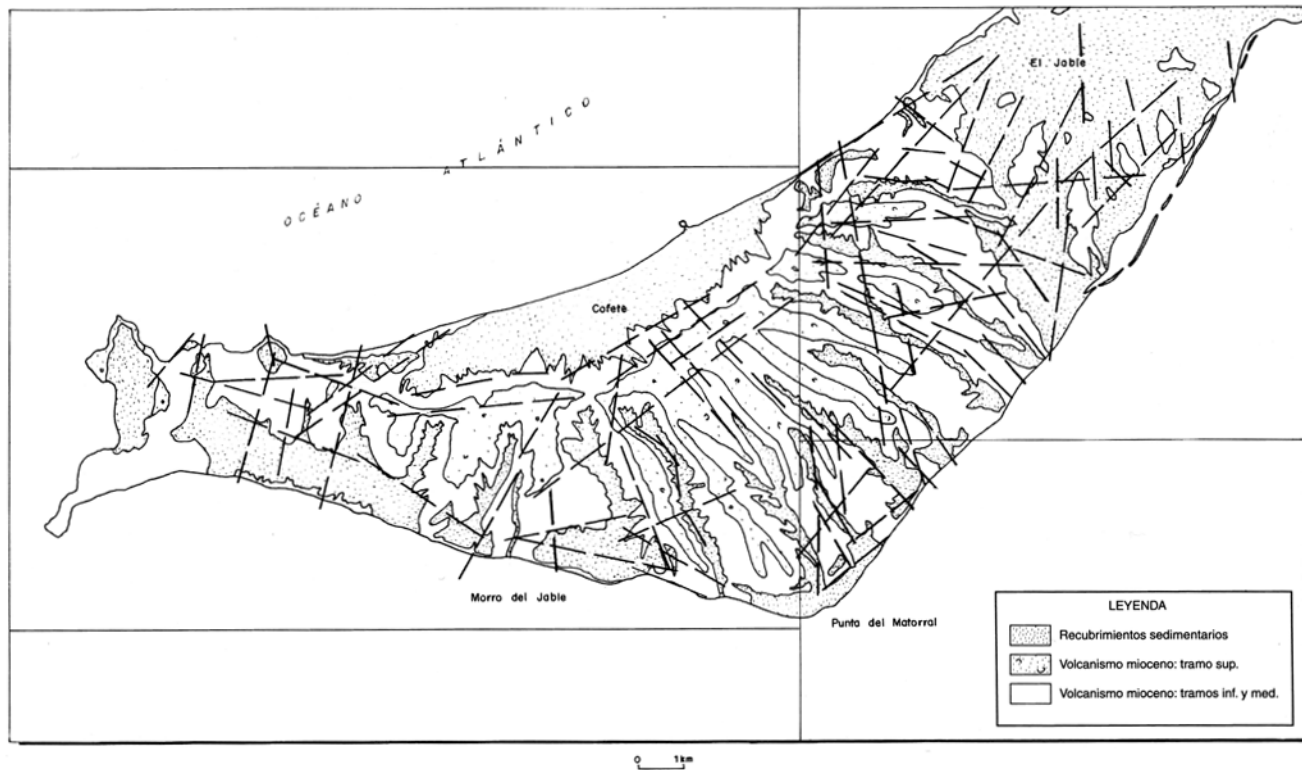 El Jable
OCÉANO ATLÁNTICO
Cofete
Morro del Jable
Punta del Matorral
LEYENDA
Recubrimientos sedimentarios
Volcanismo mioceno: tramo sup.
Volcanismo mioceno: tramos inf. y med.
0 1km